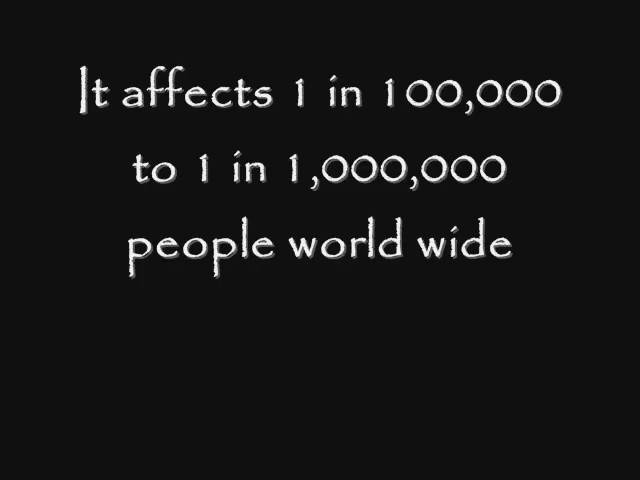 It affects 1 in 100,000
to 1 in 1,000,000
people world wide